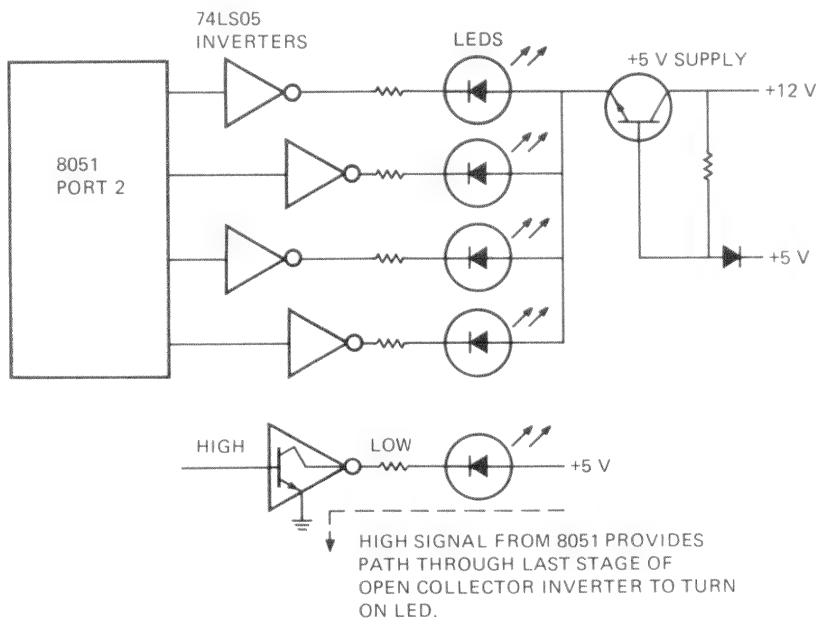 74LS05
INVERTERS
LEDS
+5 V SUPPLY
+12 V
8051
PORT 2
+5 V
HIGH
LOW
+5 V
HIGH SIGNAL FROM 8051 PROVIDES
PATH THROUGH LAST STAGE OF
OPEN COLLECTOR INVERTER TO TURN
ON LED.